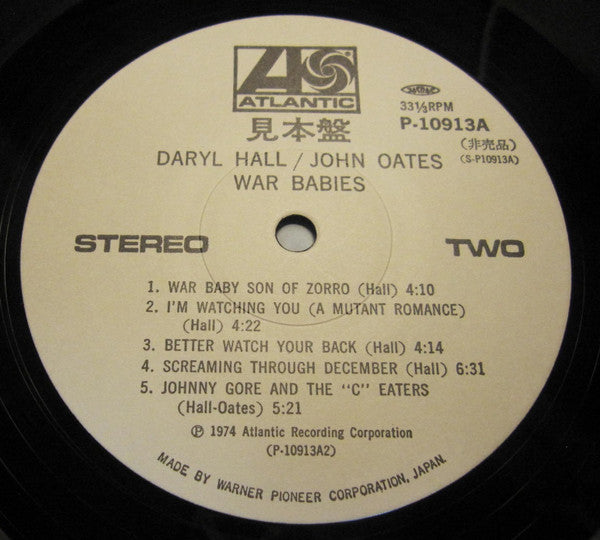 ATLANTIC
見本盤
33⅓RPM
P-10913A
(非売品)
(S-P10913A)
DARYL HALL / JOHN OATES
WAR BABIES
STEREO
TWO
1. WAR BABY SON OF ZORRO (Hall) 4:10
2. I'M WATCHING YOU (A MUTANT ROMANCE)
(Hall) 4:22
3. BETTER WATCH YOUR BACK (Hall) 4:14
4. SCREAMING THROUGH DECEMBER (Hall) 6:31
5. JOHNNY GORE AND THE "C" EATERS
(Hall-Oates) 5:21
Ⓟ 1974 Atlantic Recording Corporation
(P-10913A2)
MADE BY WARNER PIONEER CORPORATION, JAPAN.